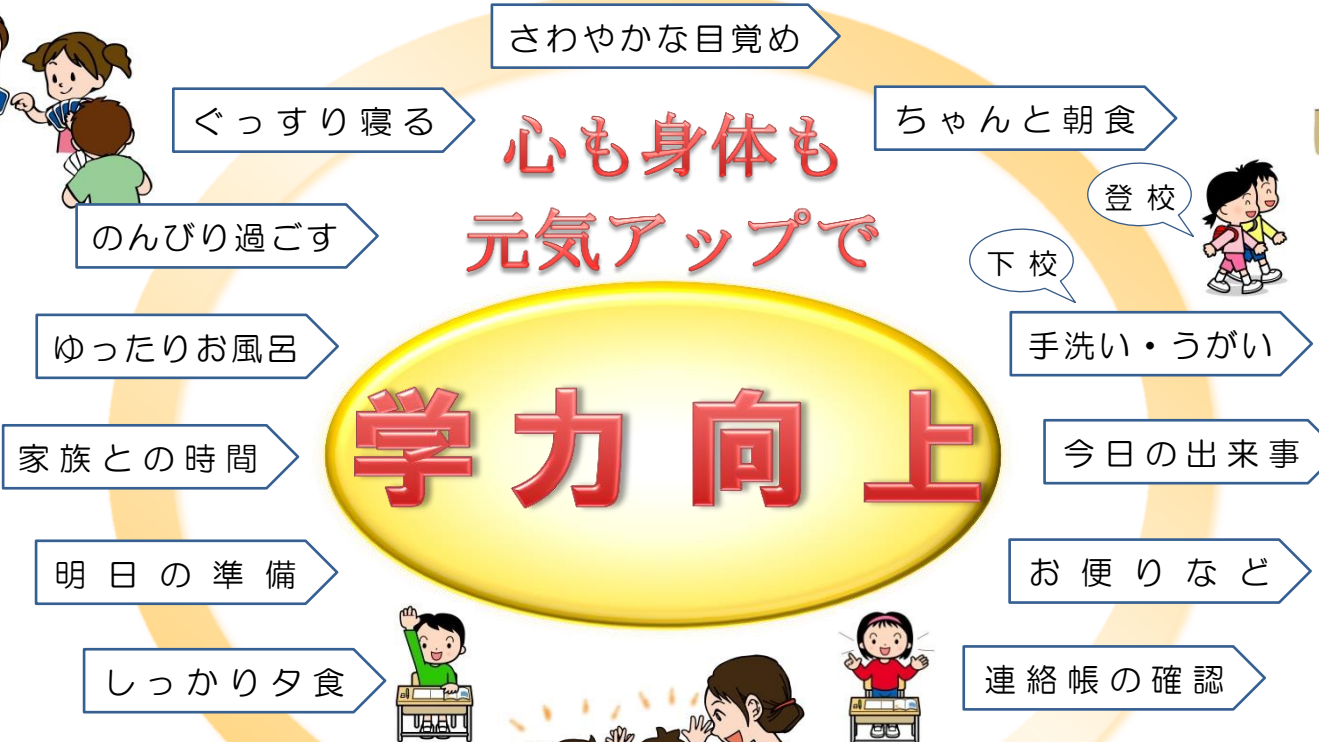 さわやかな目覚め
ぐっすり寝る
ちゃんと朝食
心も身体も
元気アップで
登校
のんびり過ごす
下校
手洗い・うがい
ゆったりお風呂
学力向上
家族との時間
今日の出来事
明日の準備
お便りなど
しっかり夕食
連絡帳の確認